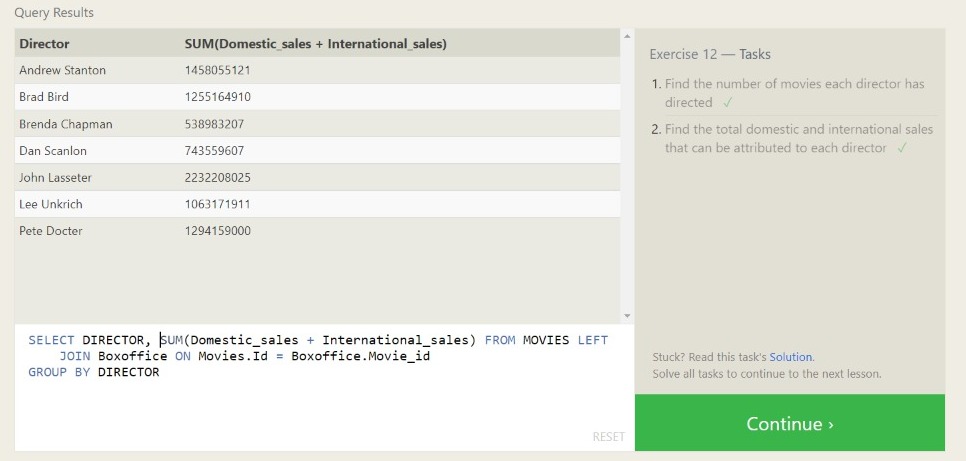 Query Results
Director SUM(Domestic_sales + International_sales)
Andrew Stanton 1458055121
Brad Bird 1255164910
Brenda Chapman 538983207
Dan Scanlon 743559607
John Lasseter 2232208025
Lee Unkrich 1063171911
Pete Docter 1294159000
SELECT DIRECTOR, SUM(Domestic_sales + International_sales) FROM MOVIES LEFT
JOIN Boxoffice ON Movies.Id = Boxoffice.Movie_id
GROUP BY DIRECTOR
RESET
Exercise 12 — Tasks
1. Find the number of movies each director has
directed ✓
2. Find the total domestic and international sales
that can be attributed to each director ✓
Stuck? Read this task's Solution.
Solve all tasks to continue to the next lesson.
Continue ›